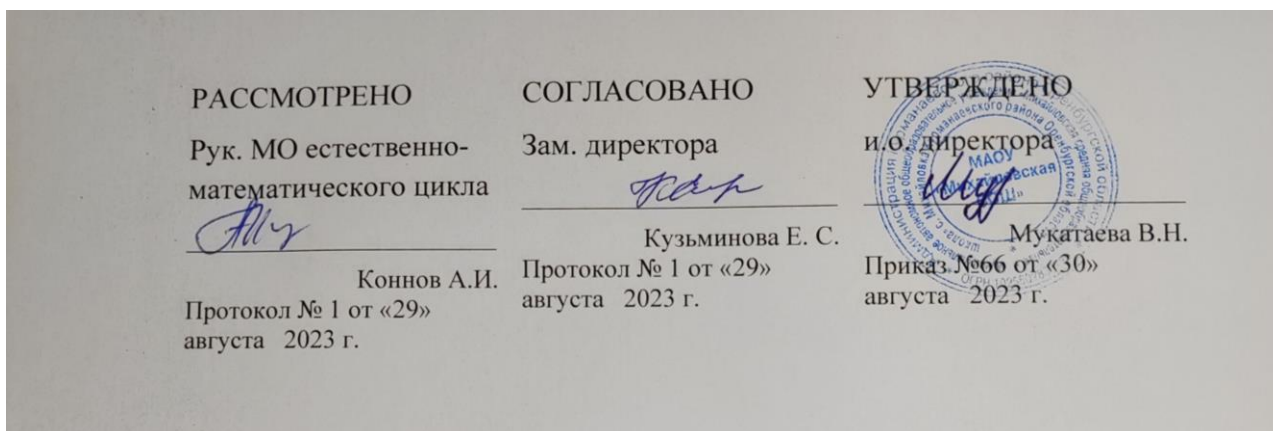 РАССМОТРЕНО
Рук. МО естественно-
математического цикла
Коннов А.И.
Протокол № 1 от «29»
августа 2023 г.
СОГЛАСОВАНО
Зам. директора
Кузьминова Е. С.
Протокол № 1 от «29»
августа 2023 г.
УТВЕРЖДЕНО
и.о. директора
Мукатаева В.Н.
Приказ №66 от «30»
августа 2023 г.
МАОУ